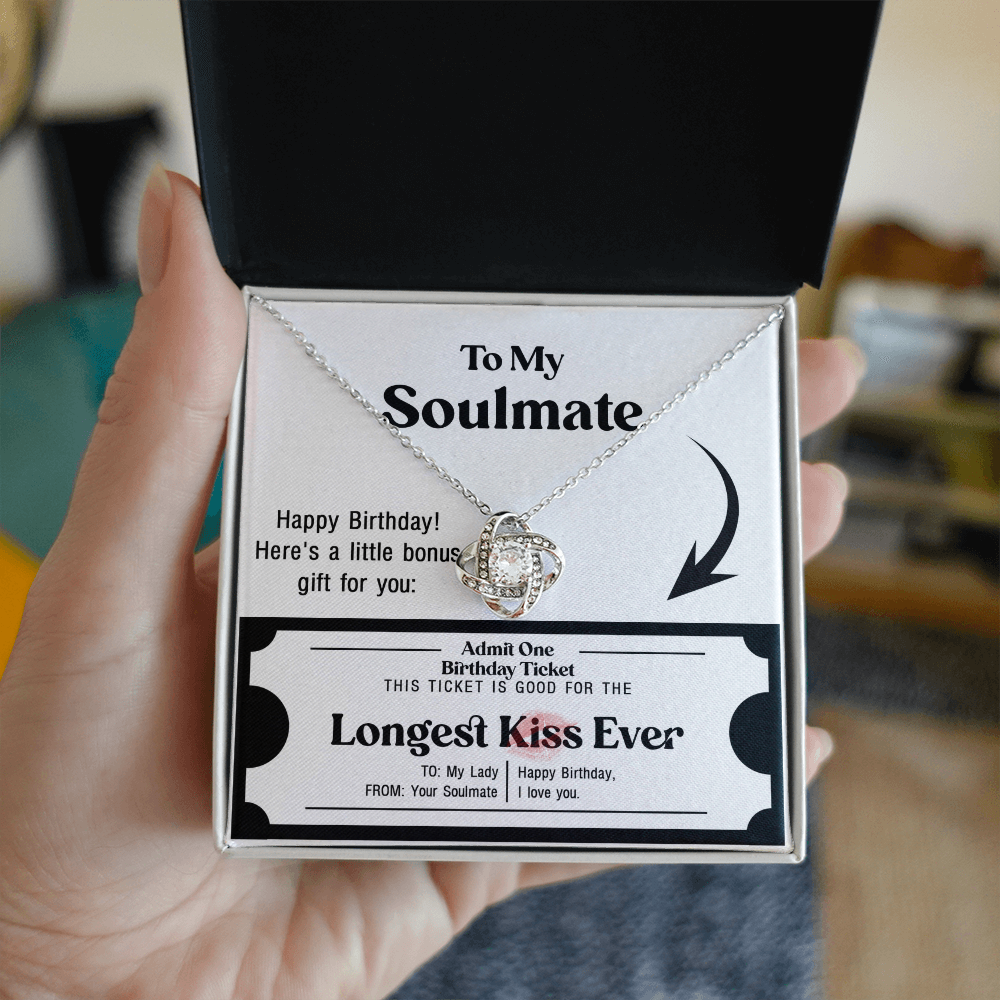 To My
Soulmate
Happy Birthday!
Here's a little bonus
gift for you:
Admit One
Birthday Ticket
THIS TICKET IS GOOD FOR THE
Longest Kiss Ever
TO: My Lady
FROM: Your Soulmate
Happy Birthday,
I love you.